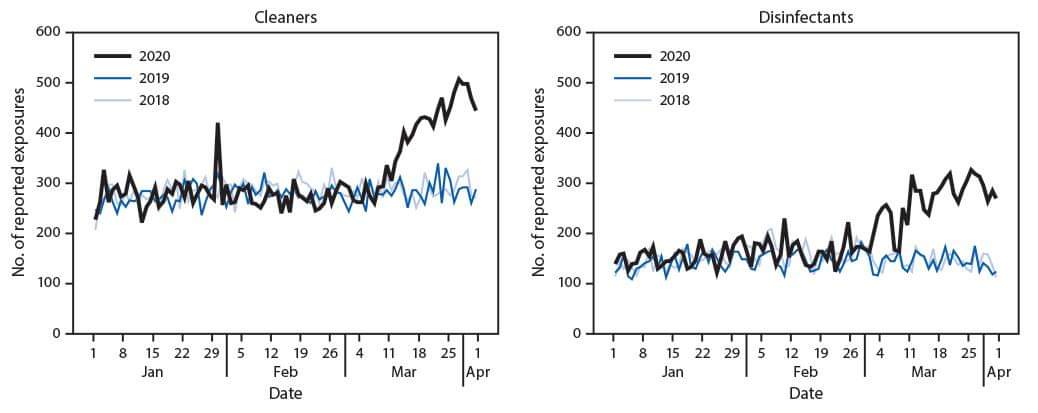 Cleaners
600
500
400
300
200
100
0
No. of reported exposures
2020
2019
2018
1 8 15 22 29 5 12 19 26 4 11 18 25 1
Jan Feb Mar Apr
Date
Disinfectants
600
500
400
300
200
100
0
No. of reported exposures
2020
2019
2018
1 8 15 22 29 5 12 19 26 4 11 18 25 1
Jan Feb Mar Apr
Date